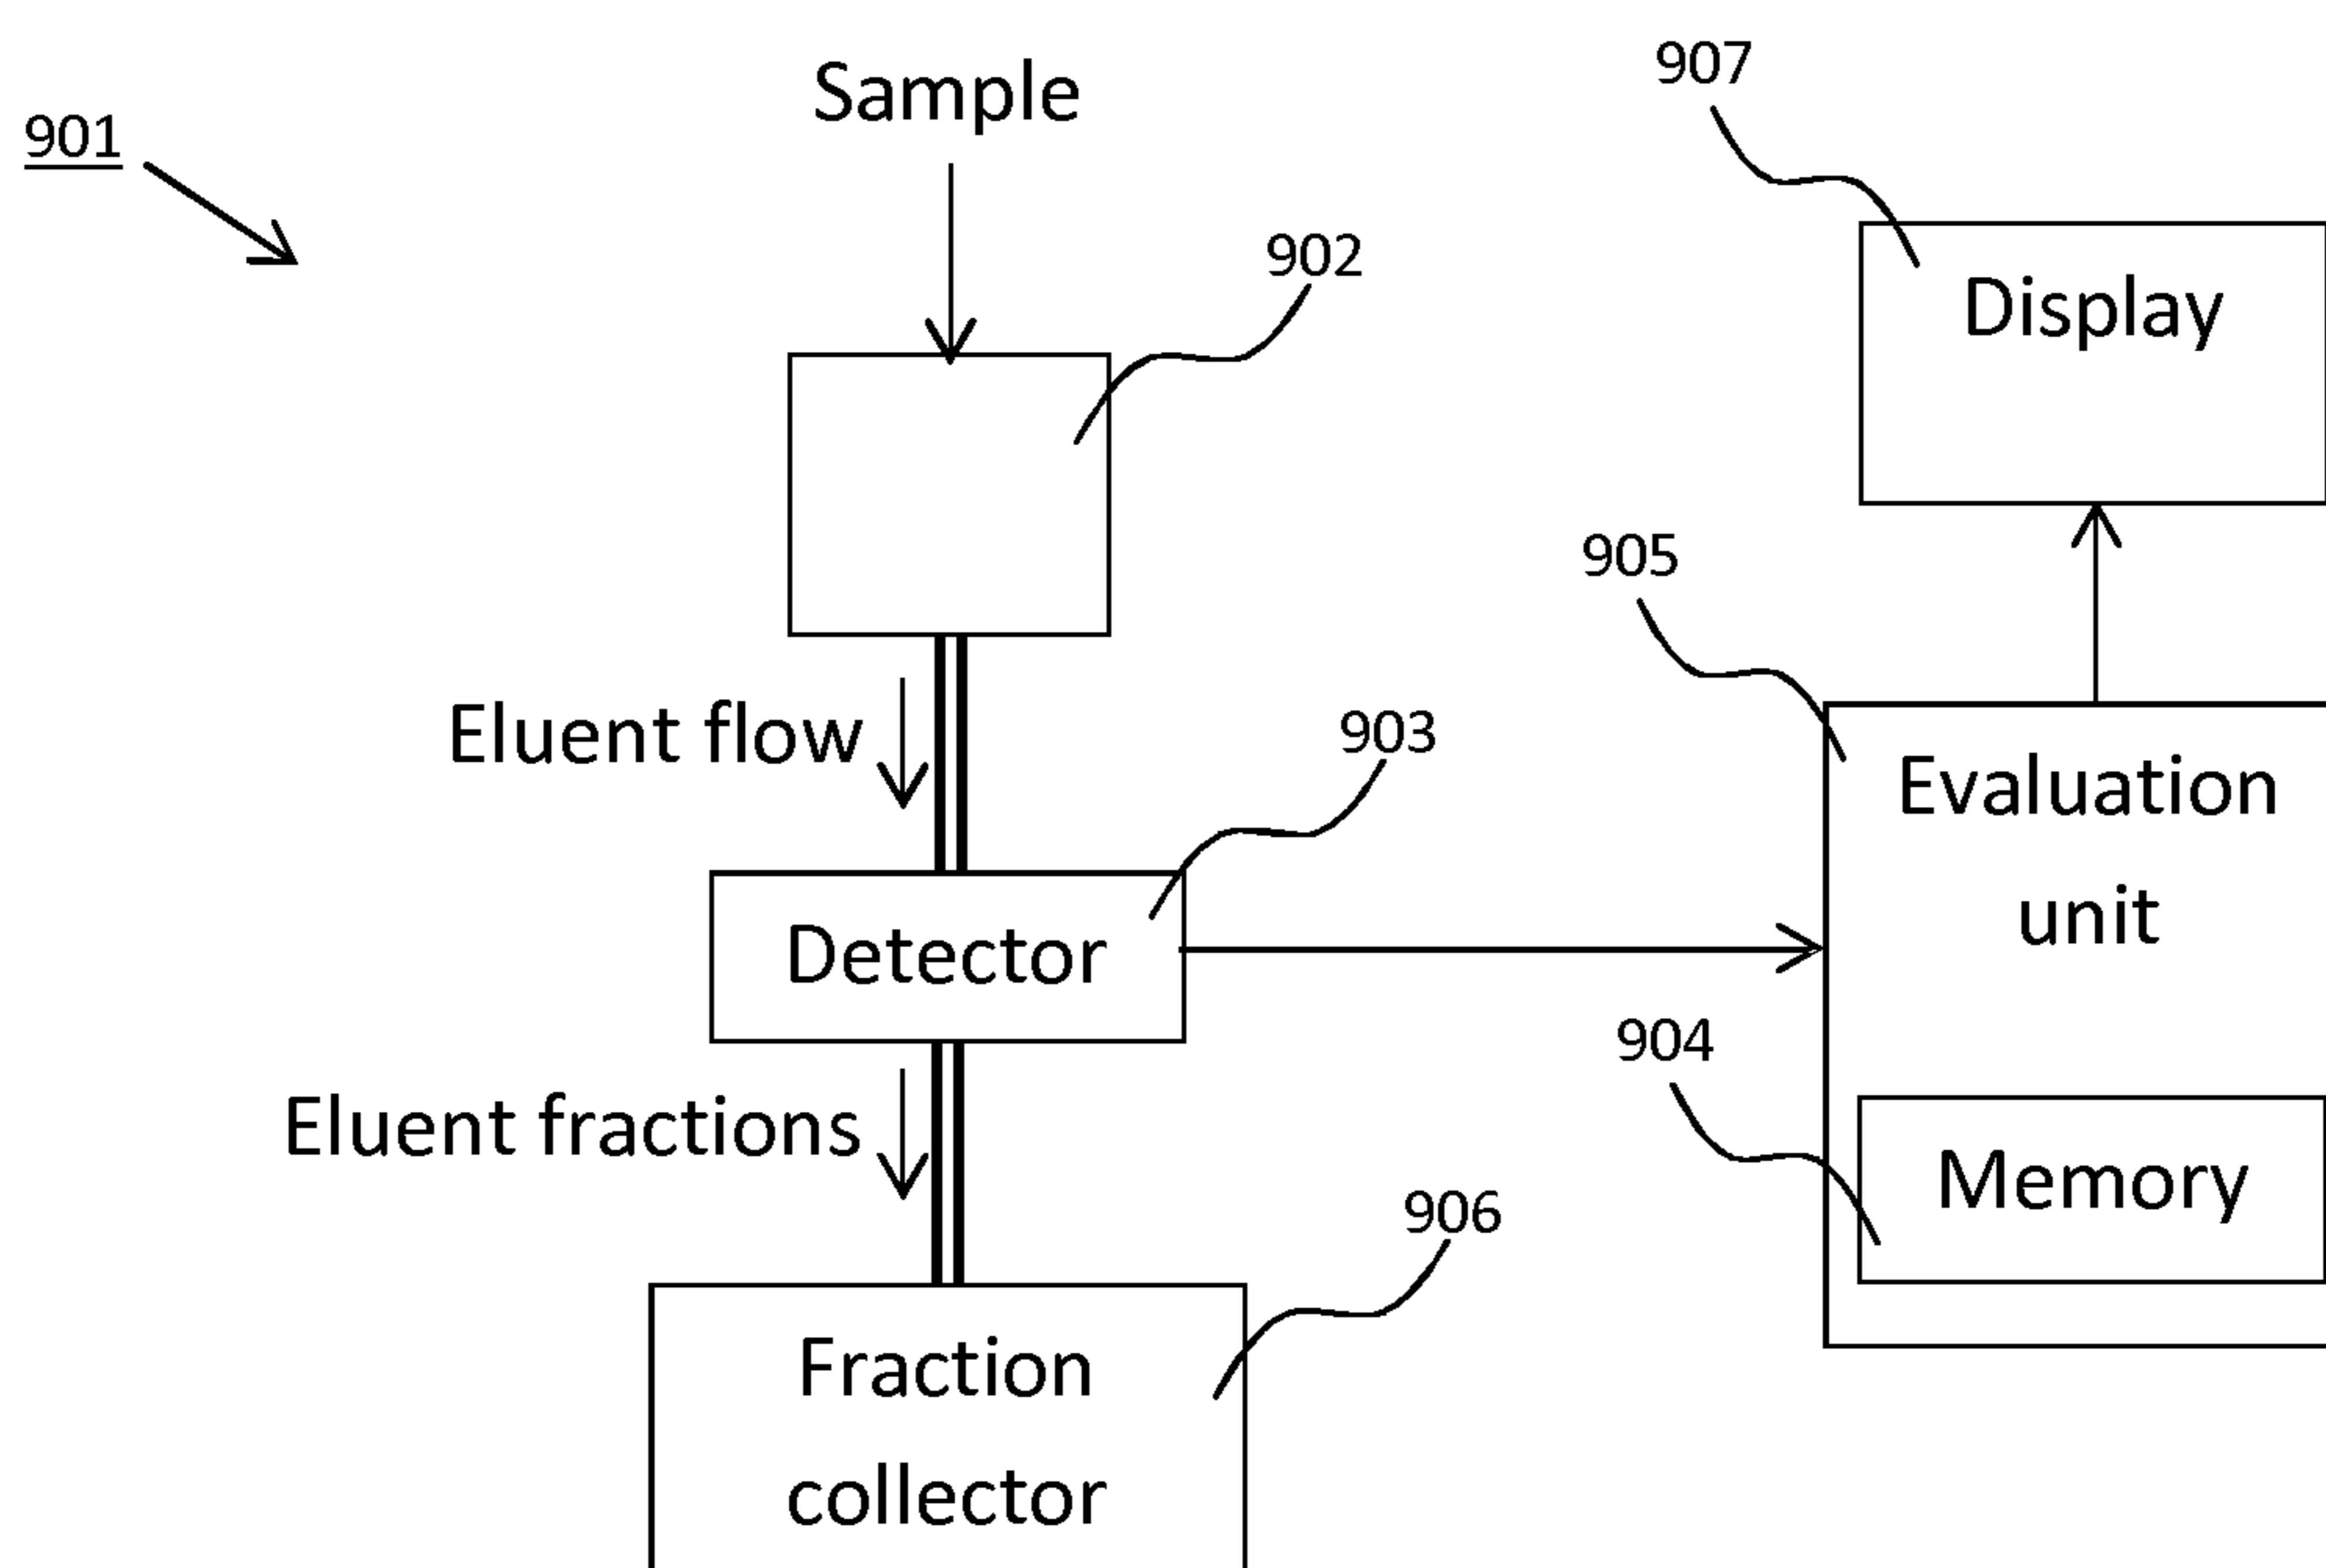 907
Sample
901
902
Display
905
Eluent flow
903
Evaluation
unit
Detector
904
Eluent fractions
Memory
906
Fraction
collector